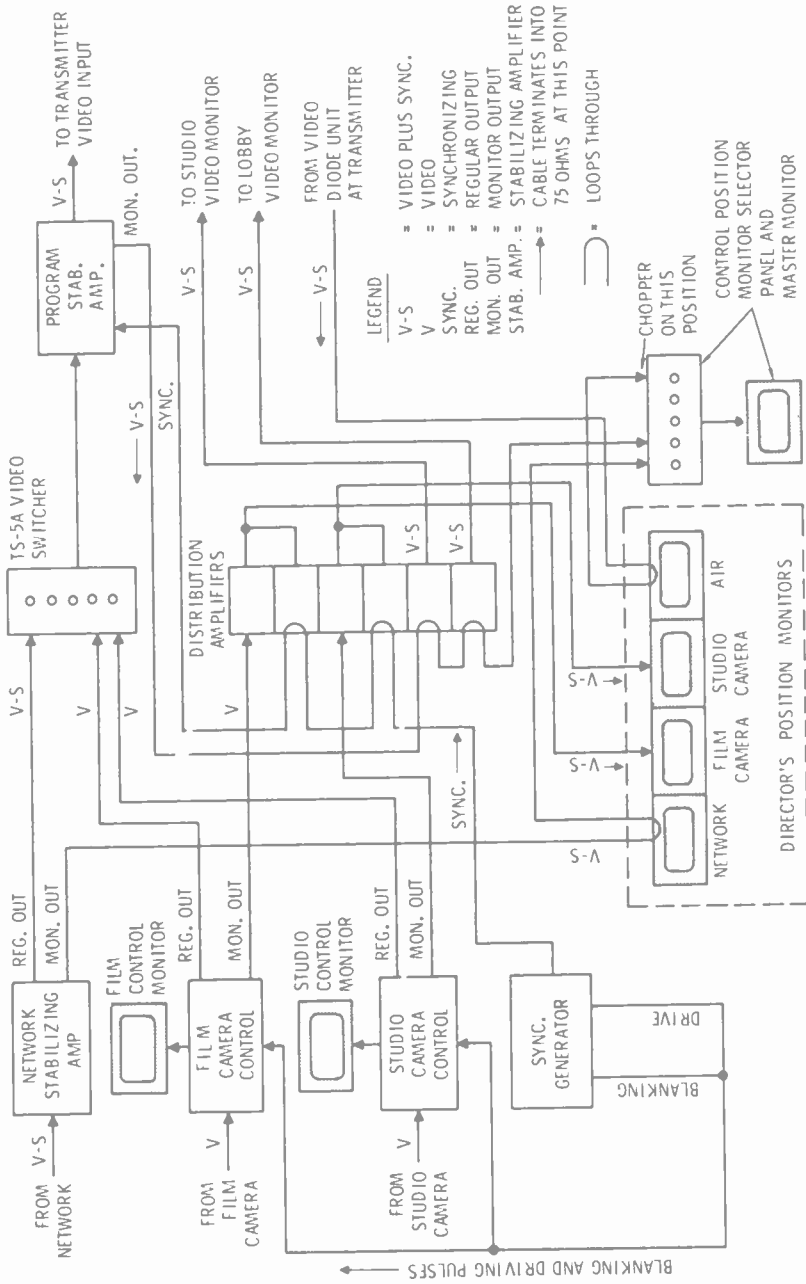 FROM
NETWORK
V-S
NETWORK
STABILIZING
AMP
REG. OUT
MON. OUT
V-S
TS-5A VIDEO
SWITCHER
PROGRAM
STAB.
AMP.
V-S
TO TRANSMITTER
VIDEO INPUT
MON. OUT.
V-S
SYNC.
FILM
CONTROL
MONITOR
FROM
FILM
CAMERA
V
FILM
CAMERA
CONTROL
REG. OUT
MON. OUT
V
V
V
DISTRIBUTION
AMPLIFIERS
V-S
V-S
V-S
TO STUDIO
VIDEO MONITOR
V-S
TO LOBBY
VIDEO MONITOR
V-S
FROM VIDEO
DIODE UNIT
AT TRANSMITTER
STUDIO
CONTROL
MONITOR
FROM
STUDIO
CAMERA
V
STUDIO
CAMERA
CONTROL
REG. OUT
MON. OUT
SYNC.
SYNC.
GENERATOR
BLANKING
DRIVE
BLANKING AND DRIVING PULSES
LEGEND
V-S = VIDEO PLUS SYNC.
V = VIDEO
SYNC. = SYNCHRONIZING
REG. OUT = REGULAR OUTPUT
MON. OUT = MONITOR OUTPUT
STAB. AMP. = STABILIZING AMPLIFIER
= CABLE TERMINATES INTO
75 OHMS AT THIS POINT
= LOOPS THROUGH
V-S
V-S
V-S
NETWORK
FILM
CAMERA
STUDIO
CAMERA
AIR
DIRECTOR'S POSITION MONITORS
CHOPPER
ON THIS
POSITION
CONTROL POSITION
MONITOR SELECTOR
PANEL AND
MASTER MONITOR